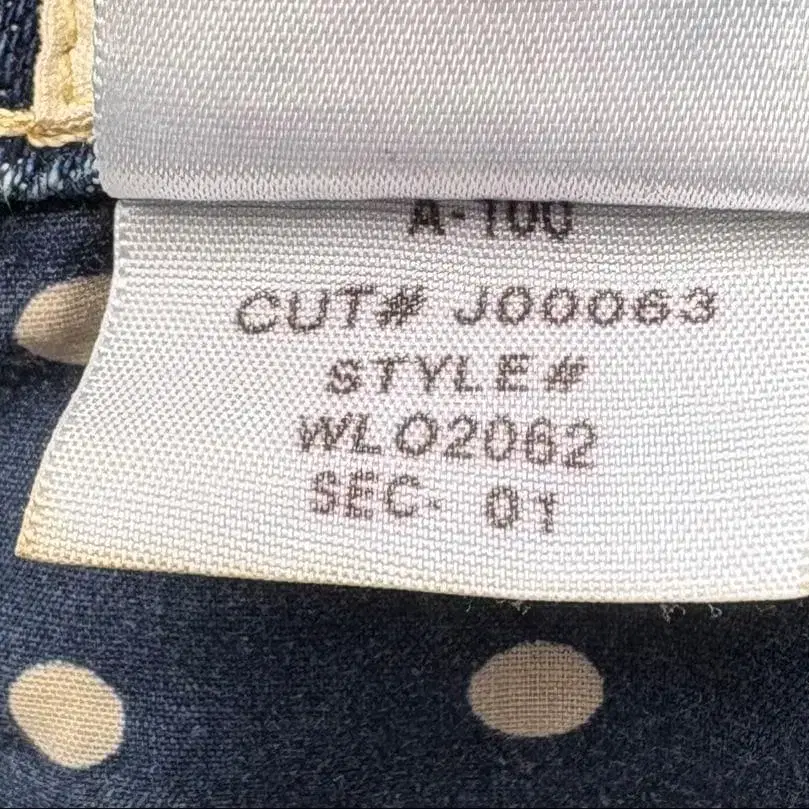 A-100
CUT# J00063
STYLE#
WL02062
SEC- 01